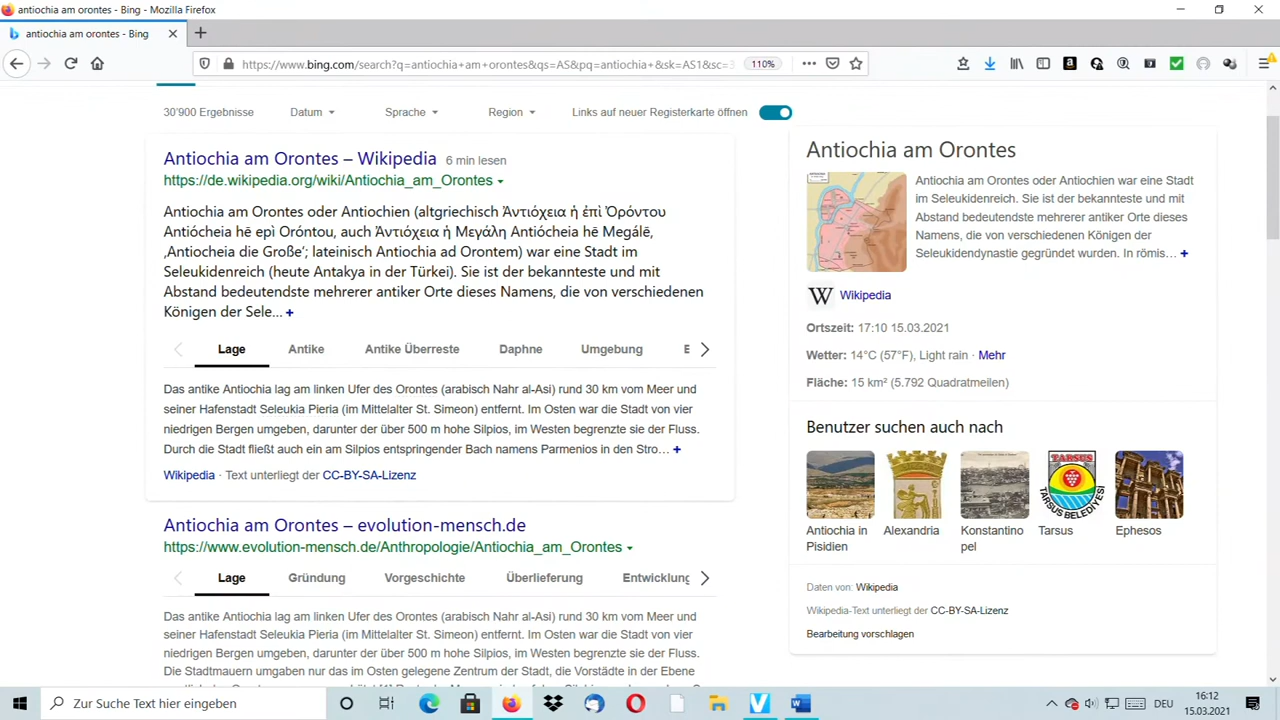 antiochia am orontes - Bing - Mozilla Firefox
antiochia am orontes - Bing
https://www.bing.com/search?q=antiochia+am+orontes&qs=AS&pq=antiochia+&sk=AS1&sc=
110%
30'900 Ergebnisse
Datum
Sprache
Region
Links auf neuer Registerkarte öffnen
Antiochia am Orontes – Wikipedia 6 min lesen
https://de.wikipedia.org/wiki/Antiochia_am_Orontes
Antiochia am Orontes oder Antiochien (altgriechisch Ἀντιόχεια ἡ ἐπὶ Ὀρόντου
Antiócheia hē epì Oróntou, auch Ἀντιόχεια ἡ Μεγάλη Antiócheia hē Megálē,
‚Antiocheia die Große‘; lateinisch Antiochia ad Orontem) war eine Stadt im
Seleukidenreich (heute Antakya in der Türkei). Sie ist der bekannteste und mit
Abstand bedeutendste mehrerer antiker Orte dieses Namens, die von verschiedenen
Königen der Sele... +
Lage
Antike
Antike Überreste
Daphne
Umgebung
Das antike Antiochia lag am linken Ufer des Orontes (arabisch Nahr al-Asi) rund 30 km vom Meer und
seiner Hafenstadt Seleukia Pieria (im Mittelalter St. Simeon) entfernt. Im Osten war die Stadt von vier
niedrigen Bergen umgeben, darunter der über 500 m hohe Silpios, im Westen begrenzte sie der Fluss.
Durch die Stadt fließt auch ein am Silpios entspringender Bach namens Parmenios in den Stro… +
Wikipedia · Text unterliegt der CC-BY-SA-Lizenz
Antiochia am Orontes – evolution-mensch.de
https://www.evolution-mensch.de/Anthropologie/Antiochia_am_Orontes
Lage
Gründung
Vorgeschichte
Überlieferung
Entwicklung
Das antike Antiochia lag am linken Ufer des Orontes (arabisch Nahr al-Asi) rund 30 km vom Meer und
seiner Hafenstadt Seleukia Pieria (im Mittelalter St. Simeon) entfernt. Im Osten war die Stadt von vier
niedrigen Bergen umgeben, darunter der über 500 m hohe Silpios, im Westen begrenzte sie der Fluss.
Die Stadtmauern umgaben nur das im Osten gelegene Zentrum der Stadt, die Vorstädte in der Ebene
Antiochia am Orontes
Antiochia am Orontes oder Antiochien war eine Stadt
im Seleukidenreich. Sie ist der bekannteste und mit
Abstand bedeutendste mehrerer antiker Orte dieses
Namens, die von verschiedenen Königen der
Seleukidendynastie gegründet wurden. In römis… +
W Wikipedia
Ortszeit: 17:10 15.03.2021
Wetter: 14°C (57°F), Light rain · Mehr
Fläche: 15 km² (5.792 Quadratmeilen)
Benutzer suchen auch nach
TARSUS
TARSUS BELEDİYESİ
Antiochia in
Pisidien
Alexandria
Konstantino
pel
Tarsus
Ephesos
Daten von: Wikipedia
Wikipedia-Text unterliegt der CC-BY-SA-Lizenz
Bearbeitung vorschlagen
Zur Suche Text hier eingeben
DEU
16:12
15.03.2021